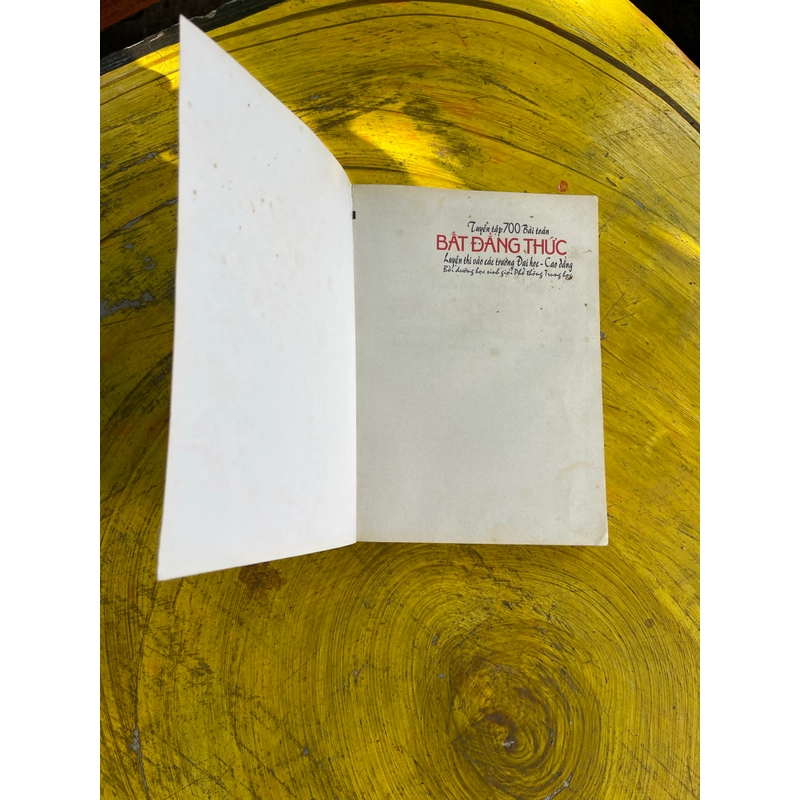 Tuyển tập 700 Bài toán
BẤT ĐẲNG THỨC
Luyện thi vào các trường Đại học - Cao đẳng
Bồi dưỡng học sinh giỏi Phổ thông Trung học